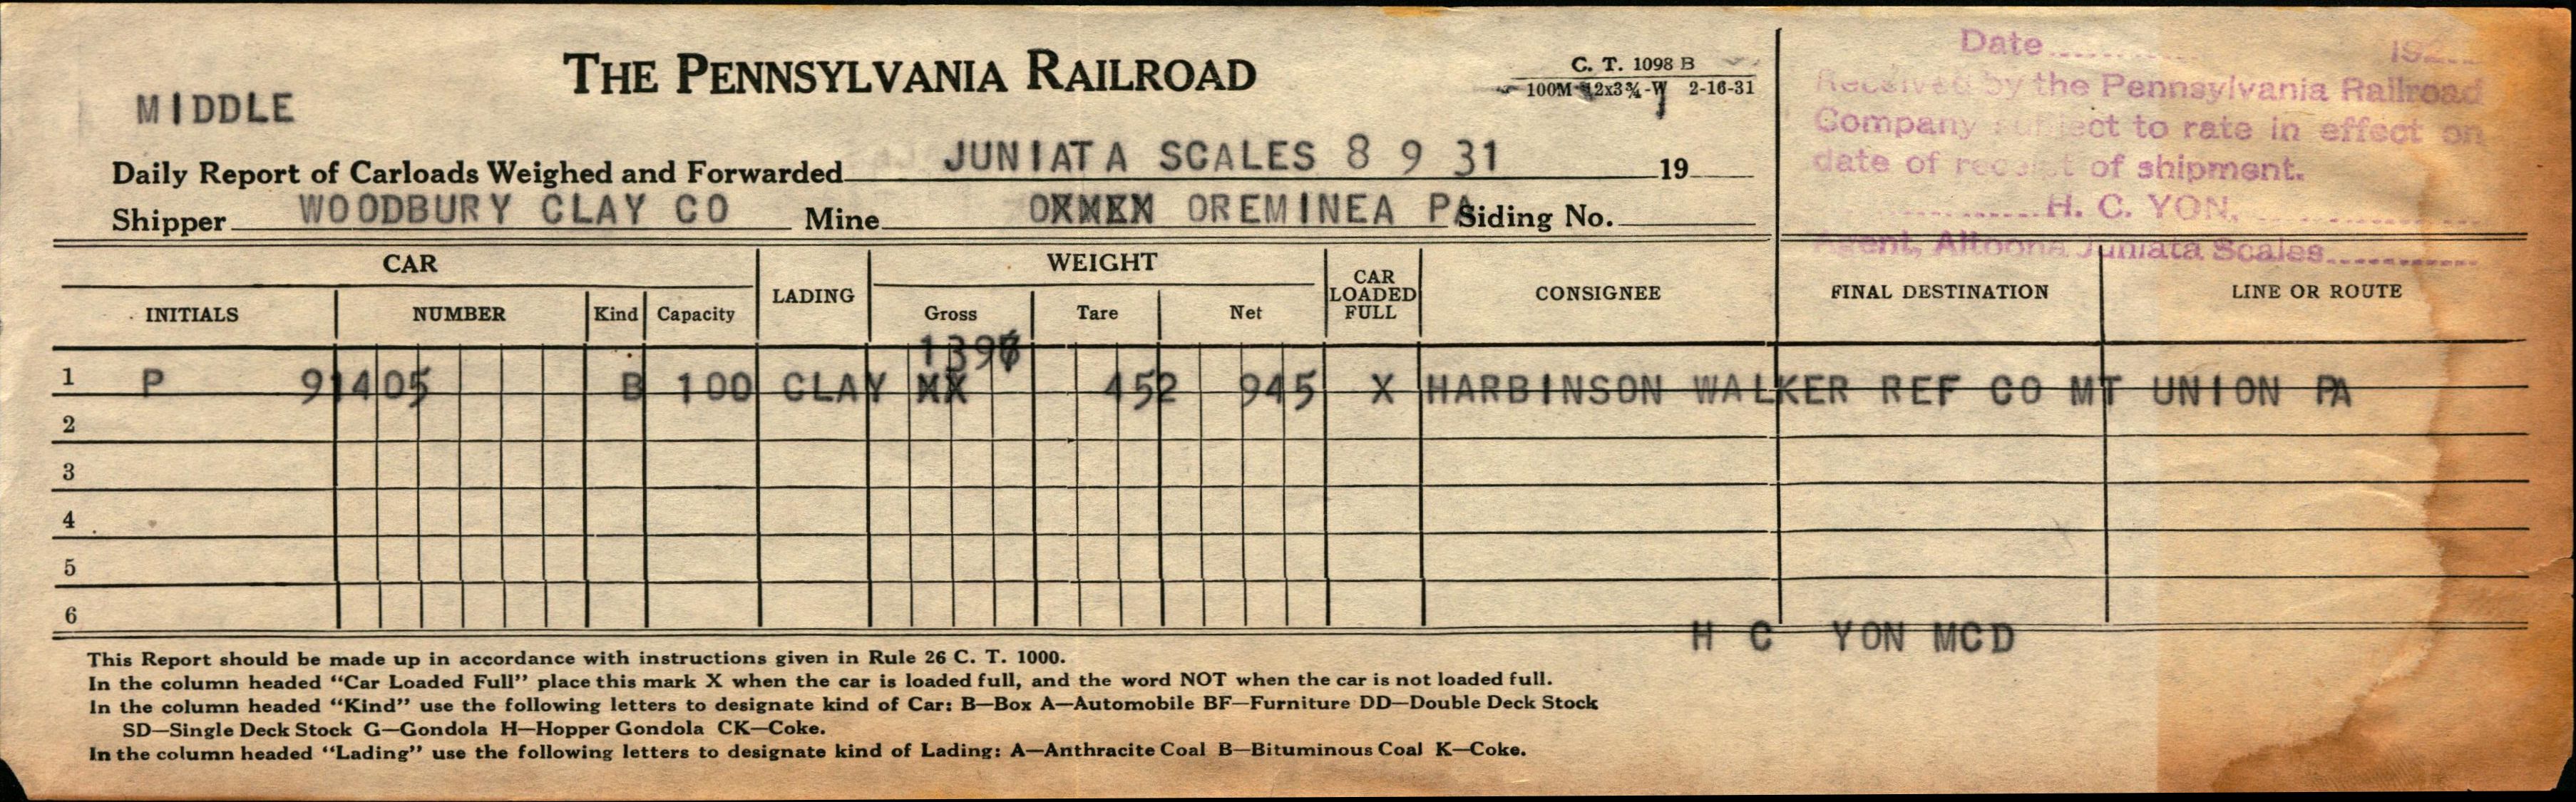 THE PENNSYLVANIA RAILROAD
C. T. 1098 B
100M 12x3¾-W 2-16-31
MIDDLE
Daily Report of Carloads Weighed and Forwarded JUNIATA SCALES 8 9 31 19
Shipper WOODBURY CLAY CO Mine OREMINEA PA Siding No.
Date 192
Received by the Pennsylvania Railroad
Company subject to rate in effect on
date of receipt of shipment.
H. C. YON,
Agent, Altoona Juniata Scales
CAR LADING WEIGHT CAR LOADED FULL CONSIGNEE FINAL DESTINATION LINE OR ROUTE
INITIALS NUMBER Kind Capacity Gross Tare Net
1 P 91405 B 100 CLAY XX 1397 452 945 X HARBINSON WALKER REF CO MT UNION PA
2
3
4
5
6
H C YON MCD
This Report should be made up in accordance with instructions given in Rule 26 C. T. 1000.
In the column headed "Car Loaded Full" place this mark X when the car is loaded full, and the word NOT when the car is not loaded full.
In the column headed "Kind" use the following letters to designate kind of Car: B—Box A—Automobile BF—Furniture DD—Double Deck Stock
SD—Single Deck Stock G—Gondola H—Hopper Gondola CK—Coke.
In the column headed "Lading" use the following letters to designate kind of Lading: A—Anthracite Coal B—Bituminous Coal K—Coke.